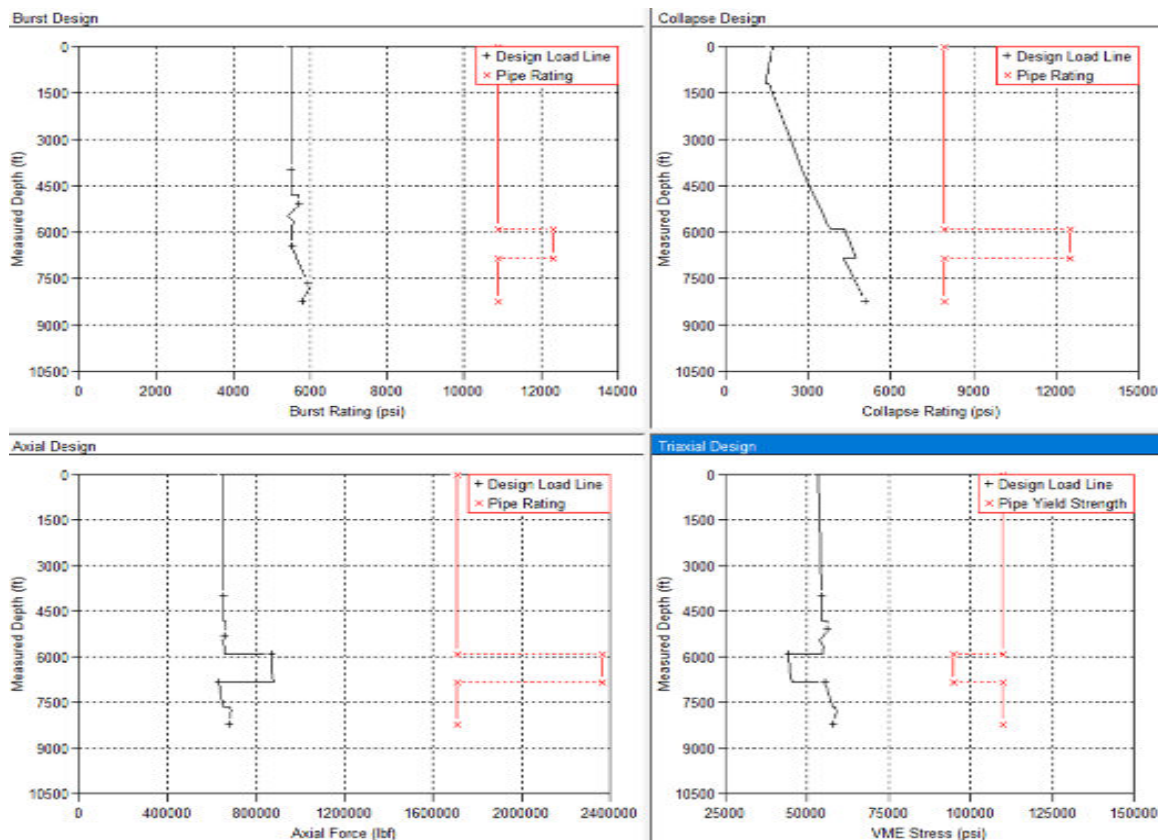 Burst Design
Design Load Line
Pipe Rating
0
1500
3000
4500
6000
7500
9000
10500
Measured Depth (ft)
0 2000 4000 6000 8000 10000 12000 14000
Burst Rating (psi)
Collapse Design
Design Load Line
Pipe Rating
0
1500
3000
4500
6000
7500
9000
10500
Measured Depth (ft)
0 3000 6000 9000 12000 15000
Collapse Rating (psi)
Axial Design
Design Load Line
Pipe Rating
0
1500
3000
4500
6000
7500
9000
10500
Measured Depth (ft)
0 400000 800000 1200000 1600000 2000000 2400000
Axial Force (lbf)
Triaxial Design
Design Load Line
Pipe Yield Strength
0
1500
3000
4500
6000
7500
9000
10500
Measured Depth (ft)
25000 50000 75000 100000 125000 150000
VME Stress (psi)